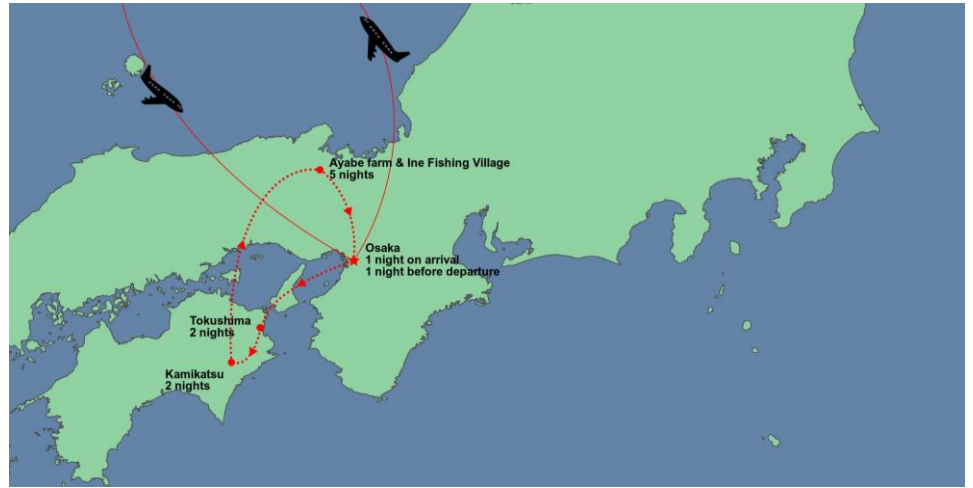 Ayabe farm & Ine Fishing Village
5 nights
Osaka
1 night on arrival
1 night before departure
Tokushima
2 nights
Kamikatsu
2 nights